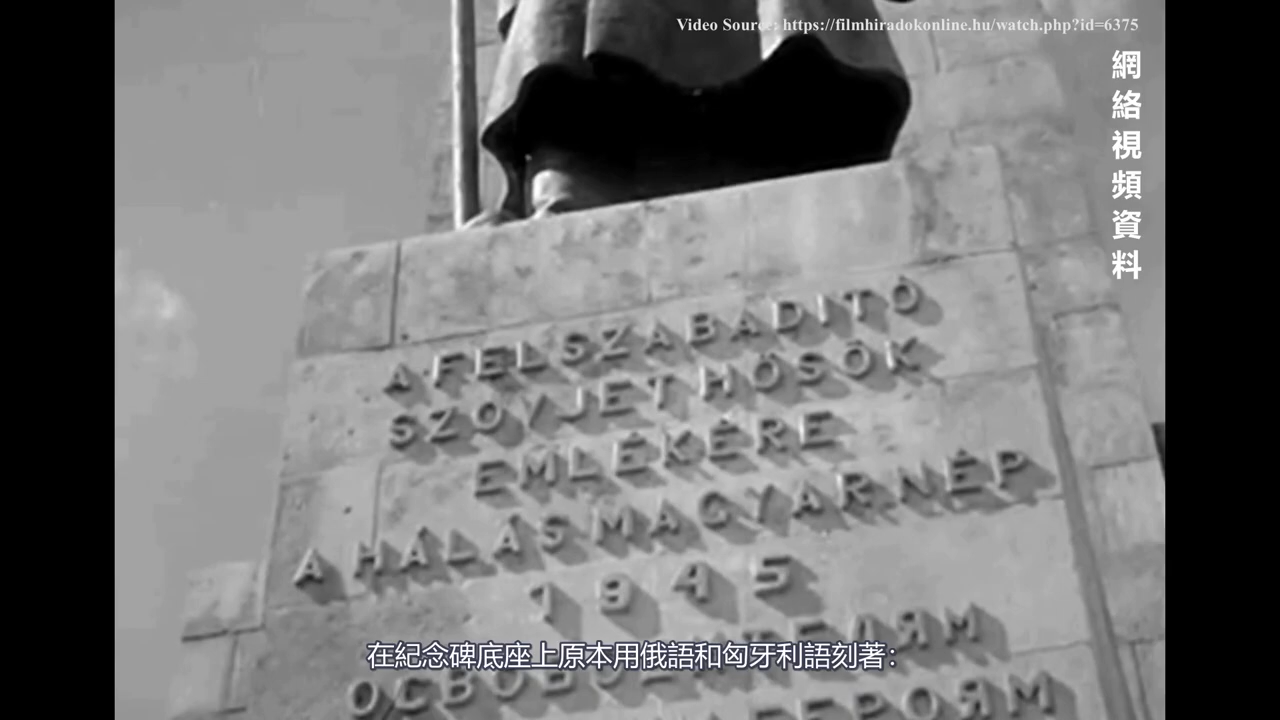 Video Source: https://filmhiradokonline.hu/watch.php?id=6375
網絡視頻資料
A FELSZABADÍTÓ
SZOVJET HŐSÖK
EMLÉKÉRE
A HÁLÁS MAGYAR NÉP
1945
ОСВОБОДИТЕЛЯМ
ГЕРОЯМ
在紀念碑底座上原本用俄語和匈牙利語刻著：